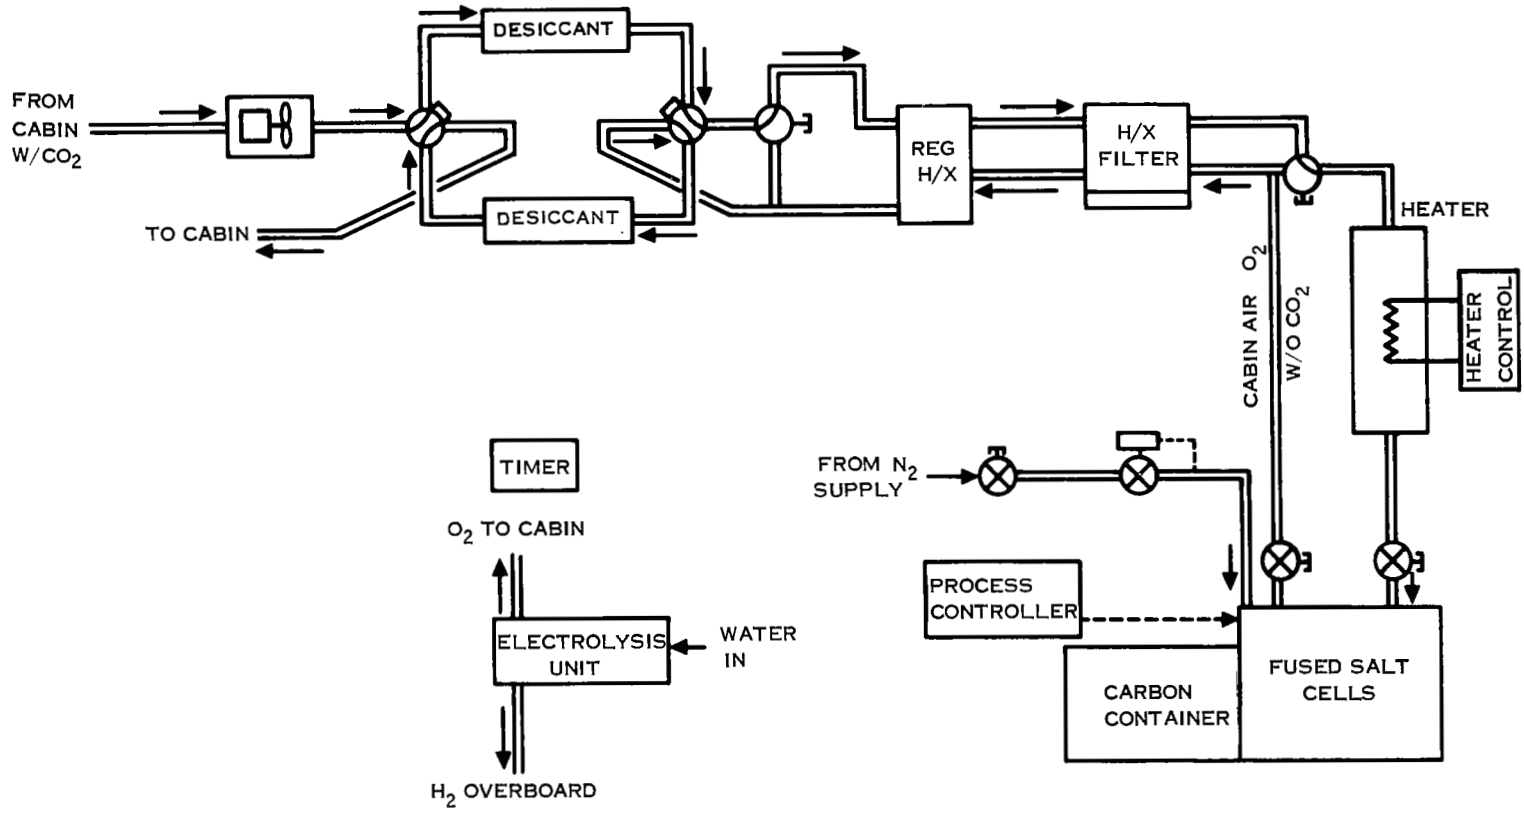 DESICCANT
FROM
CABIN
W/CO2
REG
H/X
H/X
FILTER
DESICCANT
TO CABIN
HEATER
CABIN AIR O2
W/O CO2
HEATER
CONTROL
TIMER
FROM N2
SUPPLY
O2 TO CABIN
PROCESS
CONTROLLER
ELECTROLYSIS
UNIT
WATER
IN
CARBON
CONTAINER
FUSED SALT
CELLS
H2 OVERBOARD